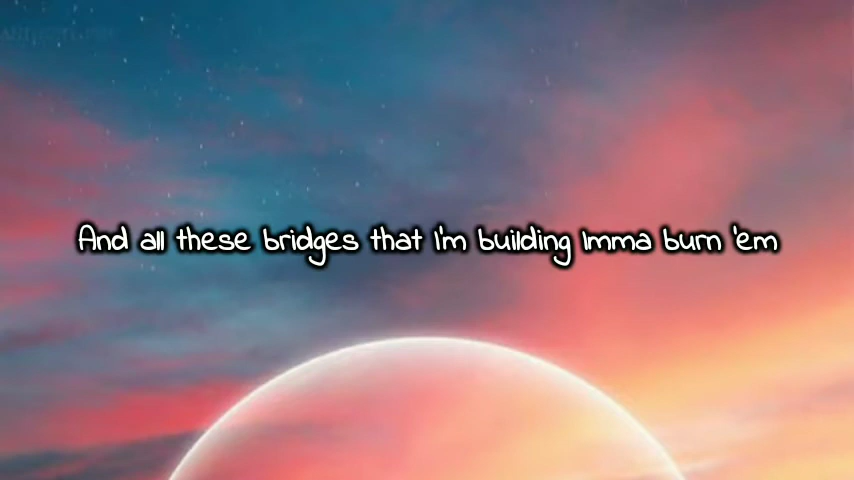 And all these bridges that I'm building Imma burn 'em